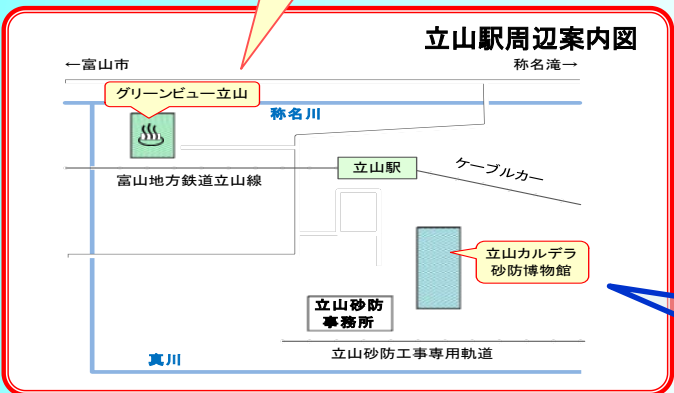 立山駅周辺案内図
←富山市
称名滝→
グリーンビュー立山
称名川
立山駅
ケーブルカー
富山地方鉄道立山線
立山カルデラ
砂防博物館
立山砂防
事務所
立山砂防工事専用軌道
真川